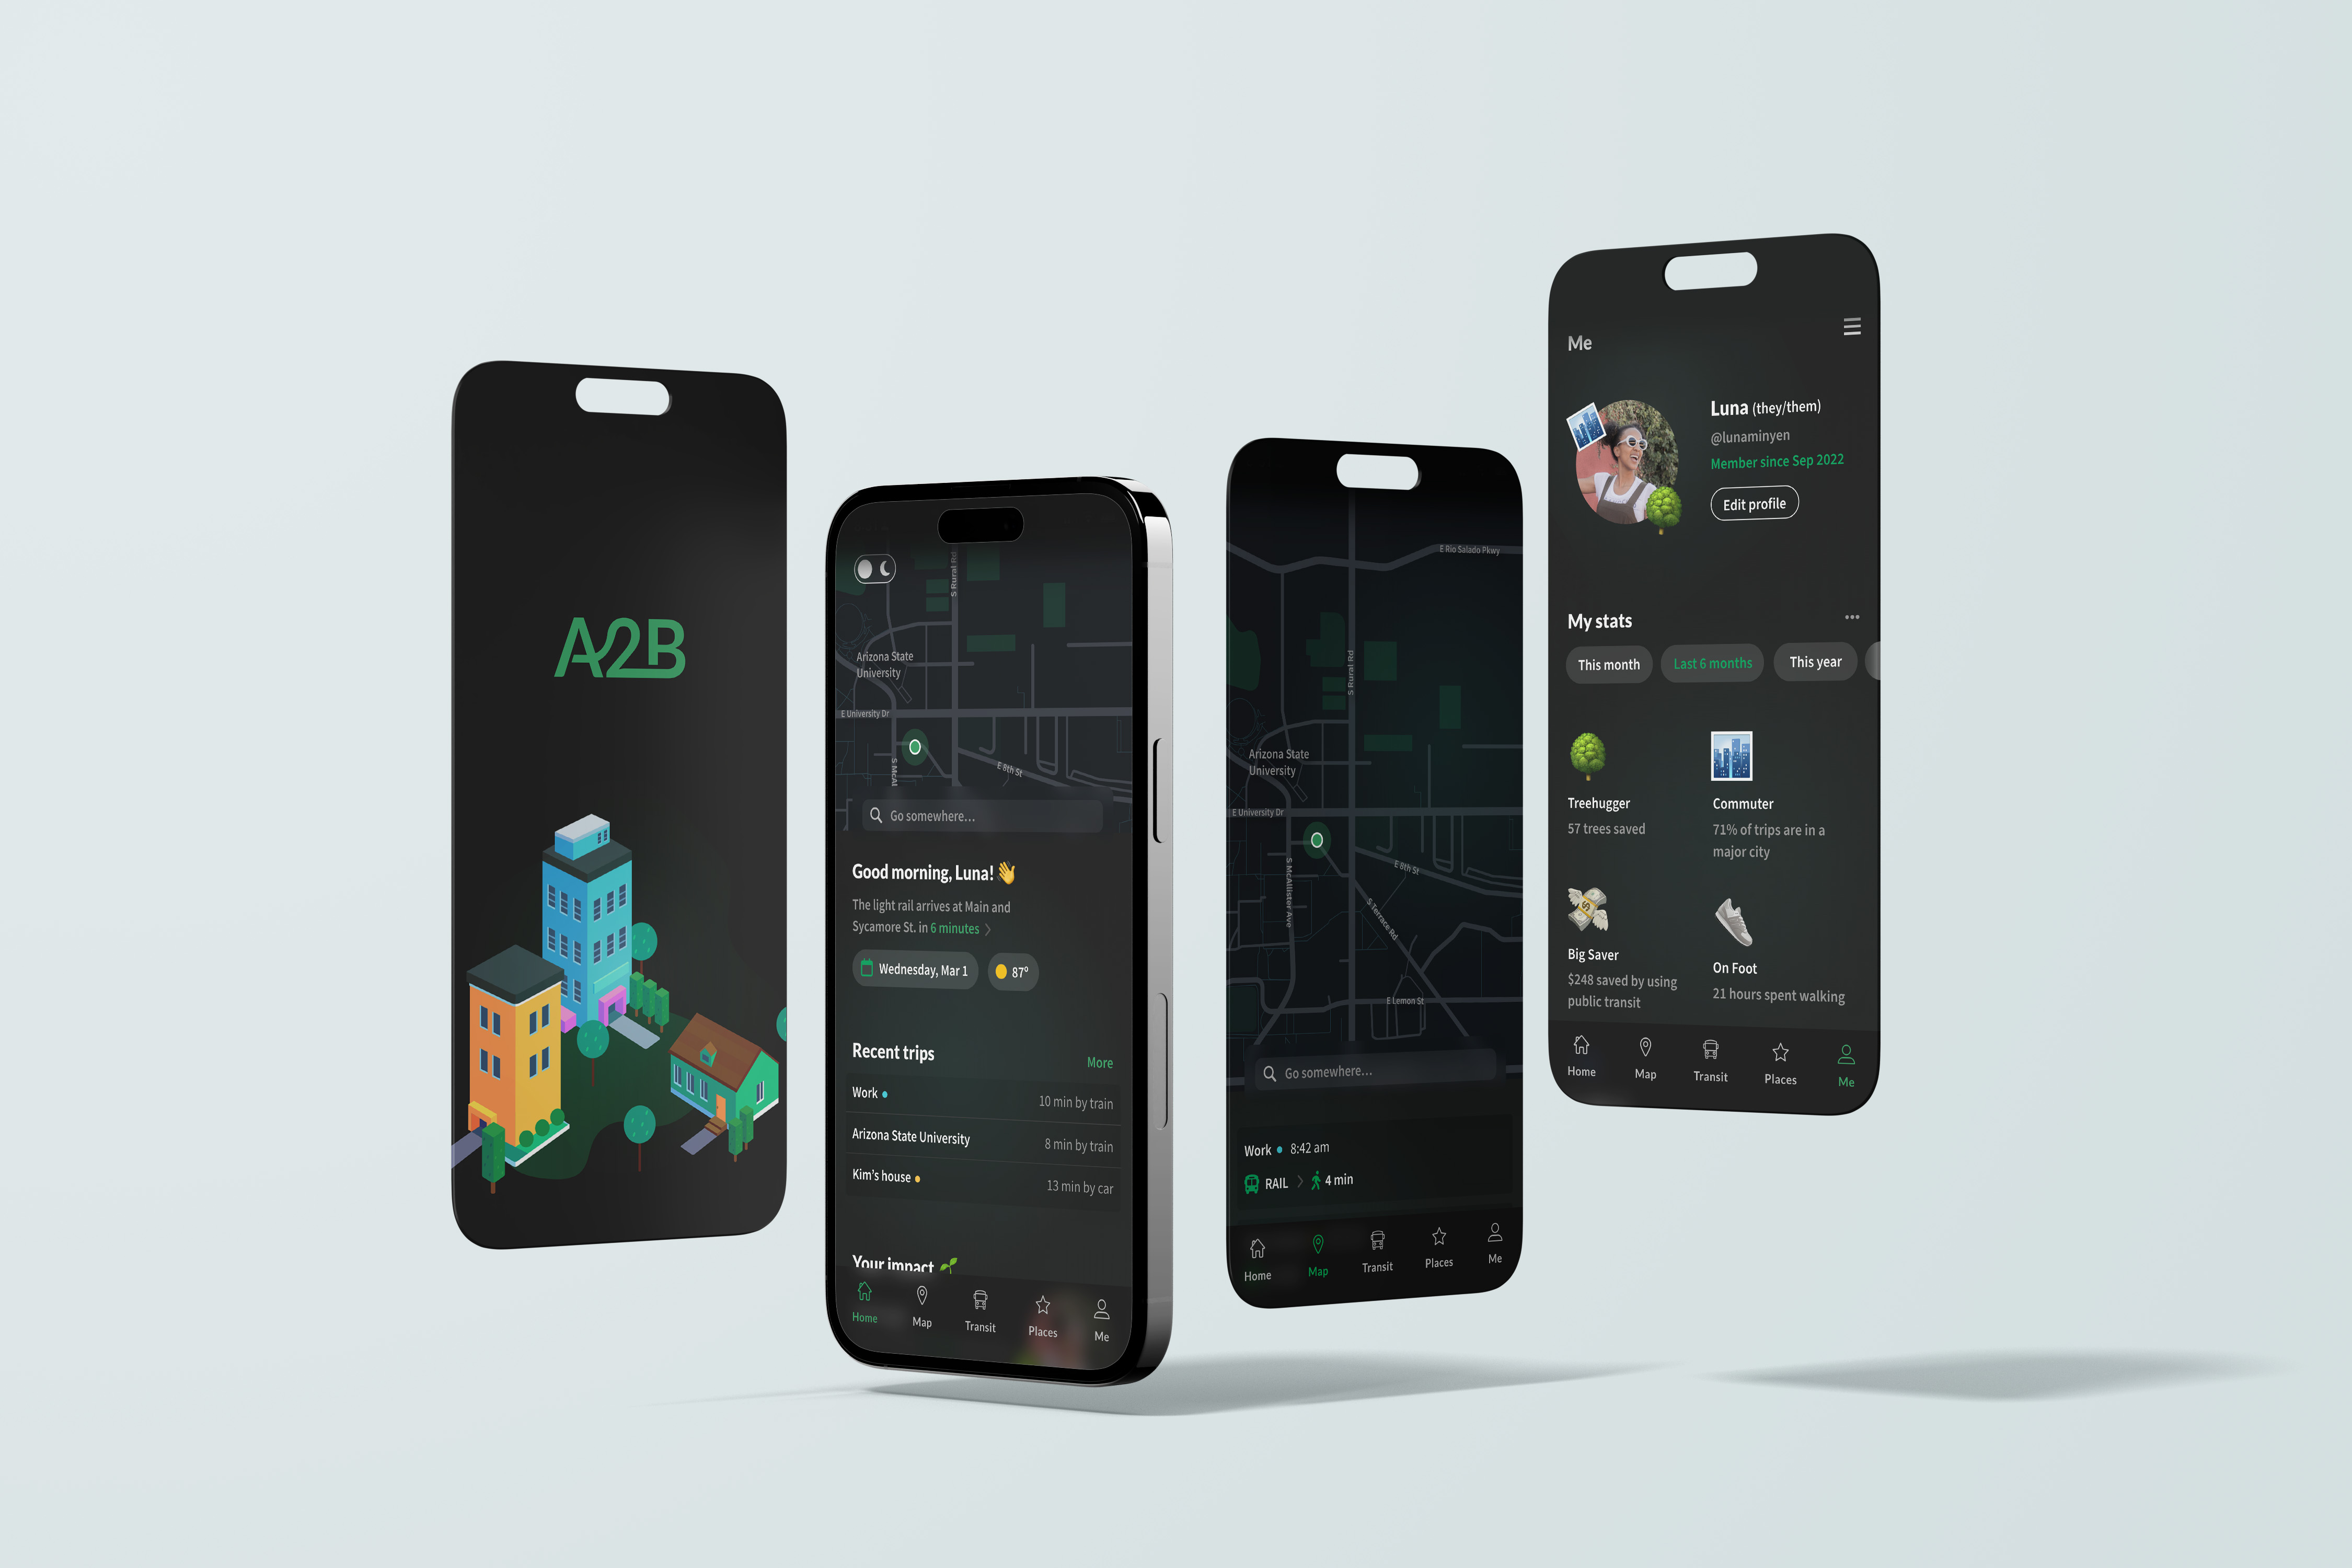 A2B
S Rural Rd
Arizona State
University
E University Dr
S McAl
E 8th St
Go somewhere...
Good morning, Luna! 👋
The light rail arrives at Main and
Sycamore St. in 6 minutes >
Wednesday, Mar 1
87°
Recent trips
More
Work
10 min by train
Arizona State University
8 min by train
Kim's house
13 min by car
Your impact 🌱
Home
Map
Transit
Places
Me
E Rio Salado Pkwy
S Rural Rd
Arizona State
University
E University Dr
S McAllister Ave
E 8th St
S Terrace Rd
E Lemon St
Go somewhere...
Work • 8:42 am
RAIL > 4 min
Home
Map
Transit
Places
Me
Me
Luna (they/them)
@lunaminyen
Member since Sep 2022
Edit profile
My stats
This month
Last 6 months
This year
Treehugger
57 trees saved
Commuter
71% of trips are in a
major city
Big Saver
$248 saved by using
public transit
On Foot
21 hours spent walking
Home
Map
Transit
Places
Me